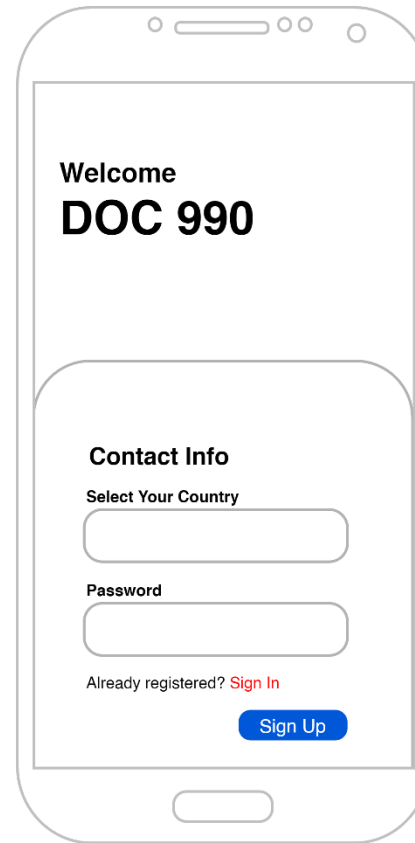 Welcome
DOC 990
Contact Info
Select Your Country
Password
Already registered? Sign In
Sign Up